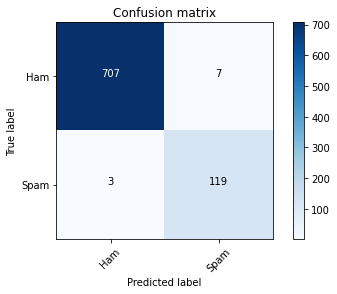 Confusion matrix
True label
Ham
707
7
Spam
3
119
Ham
Spam
Predicted label
700
600
500
400
300
200
100